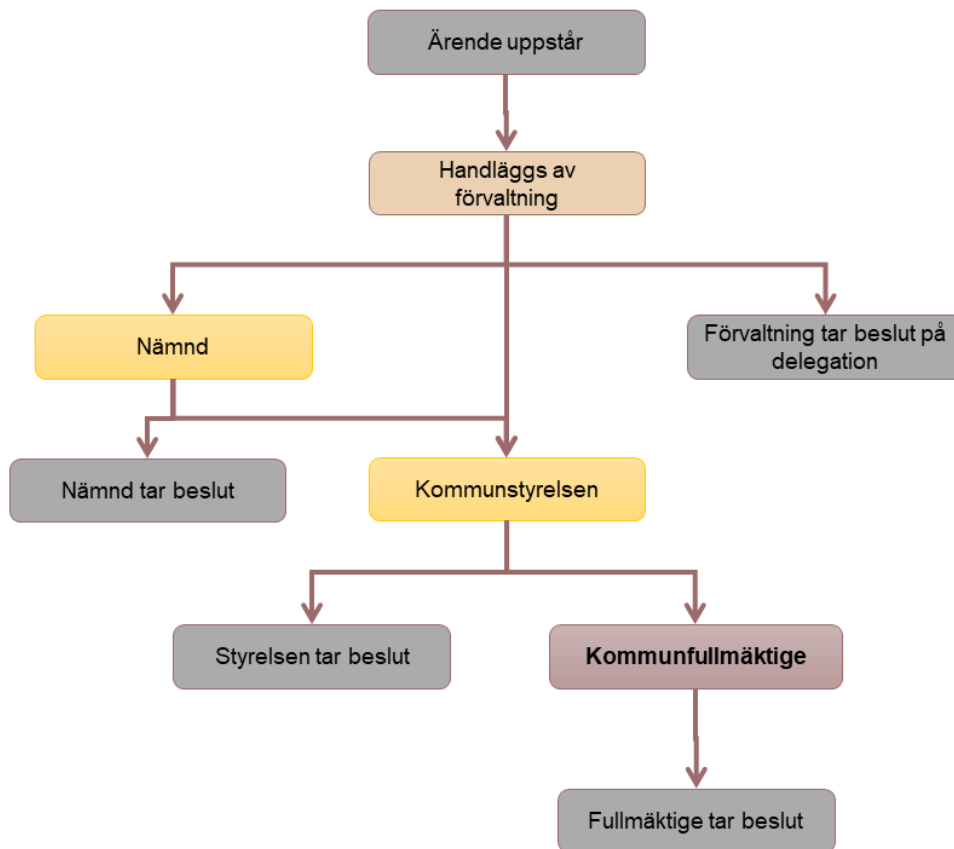 Ärende uppstår
Handläggs av
förvaltning
Nämnd
Förvaltning tar beslut på
delegation
Nämnd tar beslut
Kommunstyrelsen
Styrelsen tar beslut
Kommunfullmäktige
Fullmäktige tar beslut